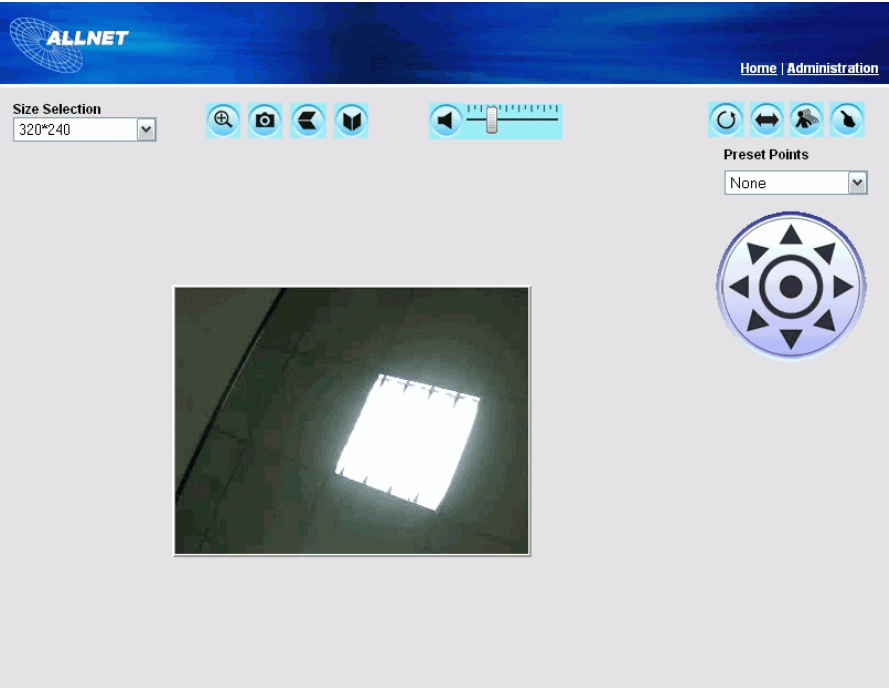 ALLNET
Home | Administration
Size Selection
320*240
Preset Points
None